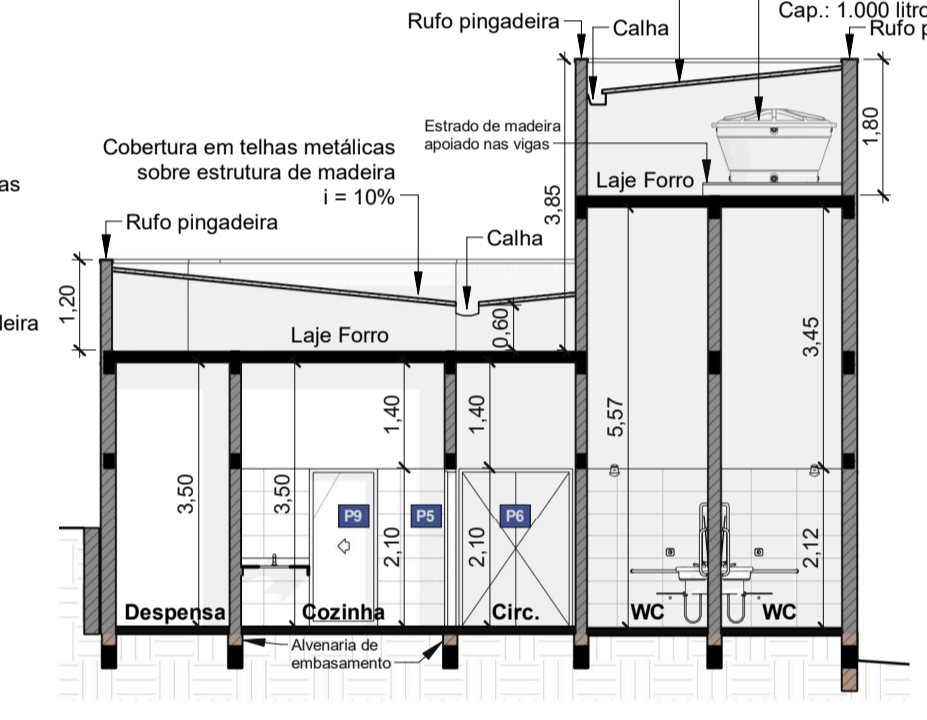 Cap.: 1.000 litro
Rufo pingadeira
Calha
Rufo p
1,80
Estrado de madeira
apoiado nas vigas
Cobertura em telhas metálicas
sobre estrutura de madeira
i = 10%
as
Laje Forro
3,85
Rufo pingadeira
Calha
1,20
leira
Laje Forro
0,60
3,45
1,40
1,40
5,57
3,50
3,50
P9
P5
P6
2,10
2,10
2,12
Despensa
Cozinha
Circ.
WC
WC
Alvenaria de
embasamento